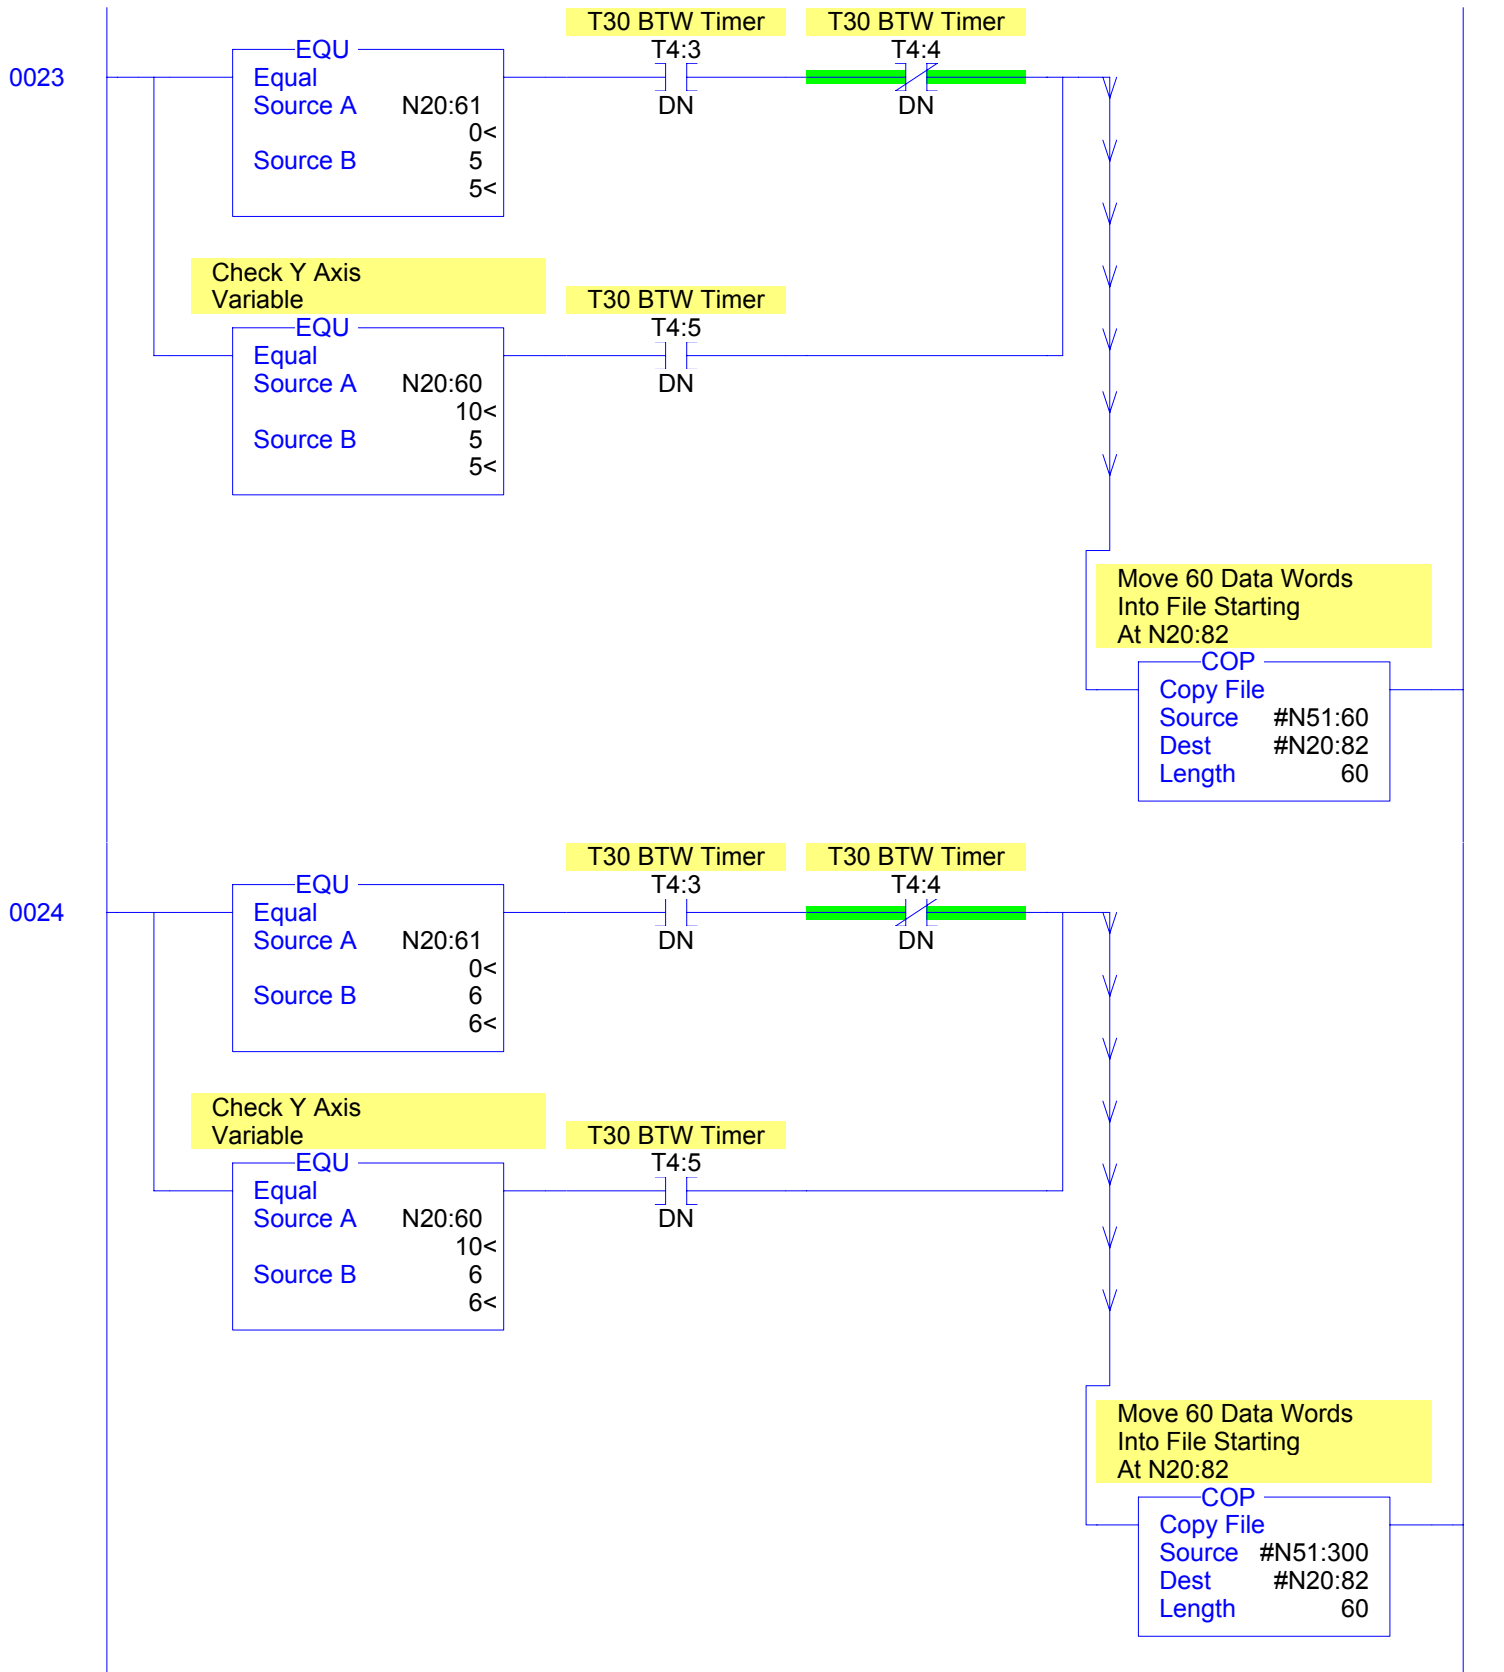 T30 BTW Timer T30 BTW Timer
EQU T4:3 T4:4
0023 Equal
Source A N20:61 DN DN
0<
Source B 5
5<
Check Y Axis
Variable T30 BTW Timer
EQU T4:5
Equal
Source A N20:60 DN
10<
Source B 5
5<
Move 60 Data Words
Into File Starting
At N20:82
COP
Copy File
Source #N51:60
Dest #N20:82
Length 60
T30 BTW Timer T30 BTW Timer
EQU T4:3 T4:4
0024 Equal
Source A N20:61 DN DN
0<
Source B 6
6<
Check Y Axis
Variable T30 BTW Timer
EQU T4:5
Equal
Source A N20:60 DN
10<
Source B 6
6<
Move 60 Data Words
Into File Starting
At N20:82
COP
Copy File
Source #N51:300
Dest #N20:82
Length 60